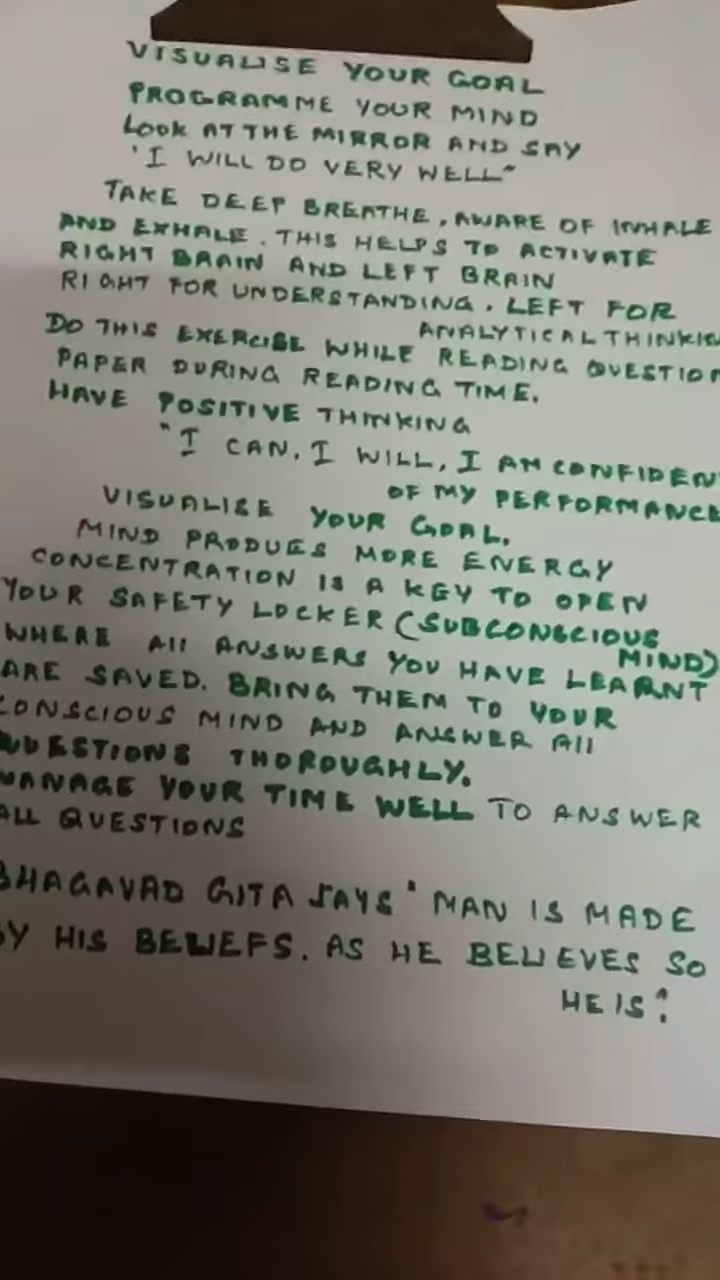 VISUALISE YOUR GOAL
PROGRAMME YOUR MIND
LOOK AT THE MIRROR AND SAY
'I WILL DO VERY WELL"
TAKE DEEP BREATHE, AWARE OF INHALE
AND EXHALE. THIS HELPS TO ACTIVATE
RIGHT BRAIN AND LEFT BRAIN
RIGHT FOR UNDERSTANDING. LEFT FOR
ANALYTICAL THINKIN
DO THIS EXERCISE WHILE READING QUESTION
PAPER DURING READING TIME.
HAVE POSITIVE THINKING
"I CAN, I WILL, I AM CONFIDEN
OF MY PERFORMANCE
VISUALISE YOUR GOAL.
MIND PRODUES MORE ENERGY
CONCENTRATION IS A KEY TO OPEN
YOUR SAFETY LOCKER (SUBCONSCIOUS
MIND)
WHERE All ANSWERS YOU HAVE LEARNT
ARE SAVED. BRING THEM TO YOUR
CONSCIOUS MIND AND ANSWER All
QUESTIONS THOROUGHLY.
MANAGE YOUR TIME WELL TO ANSWER
ALL QUESTIONS
BHAGAVAD GITA SAYS "MAN IS MADE
BY HIS BELIEFS. AS HE BELIEVES SO
HE IS".